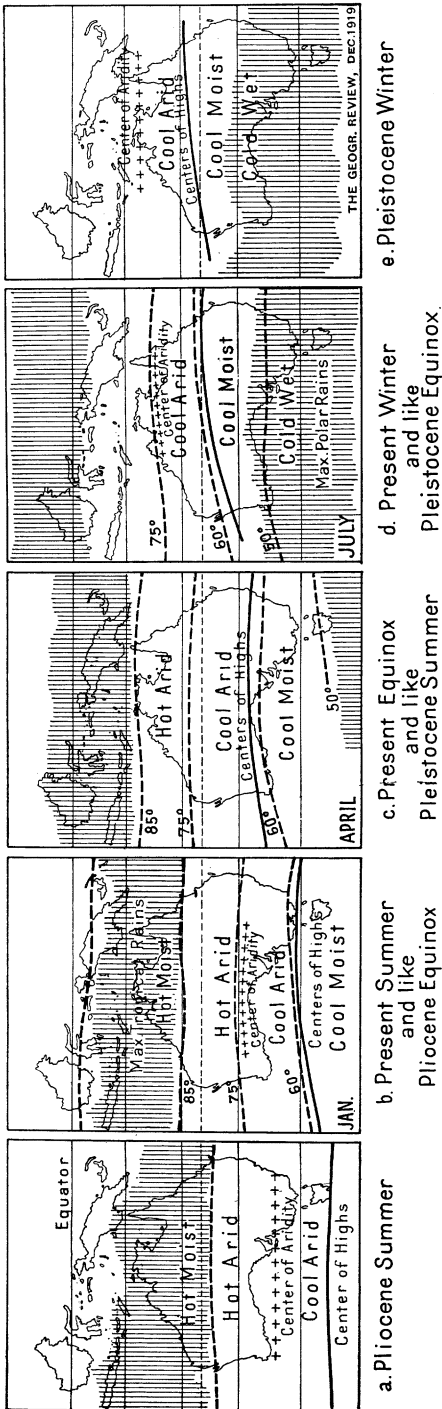 Equator
Hot Moist
Hot Arid
Center of Aridity
Cool Arid
Center of Highs
a. Pliocene Summer
Max. Tropical Rains
Hot Moist
85°
Hot Arid
75°
Center of Aridity
Cool Arid
60°
Centers of Highs
Cool Moist
JAN.
b. Present Summer
and like
Pliocene Equinox
85°
Hot Arid
75°
Cool Arid
Centers of Highs
60°
Cool Moist
50°
APRIL
c. Present Equinox
and like
Pleistocene Summer
75°
Center of Aridity
Cool Arid
60°
Cool Moist
50°
Cold Wet
Max. Polar Rains
JULY
d. Present Winter
and like
Pleistocene Equinox.
Center of Aridity
Cool Arid
Centers of Highs
Cool Moist
Cold Wet
THE GEOGR. REVIEW, DEC. 1919
e. Pleistocene Winter